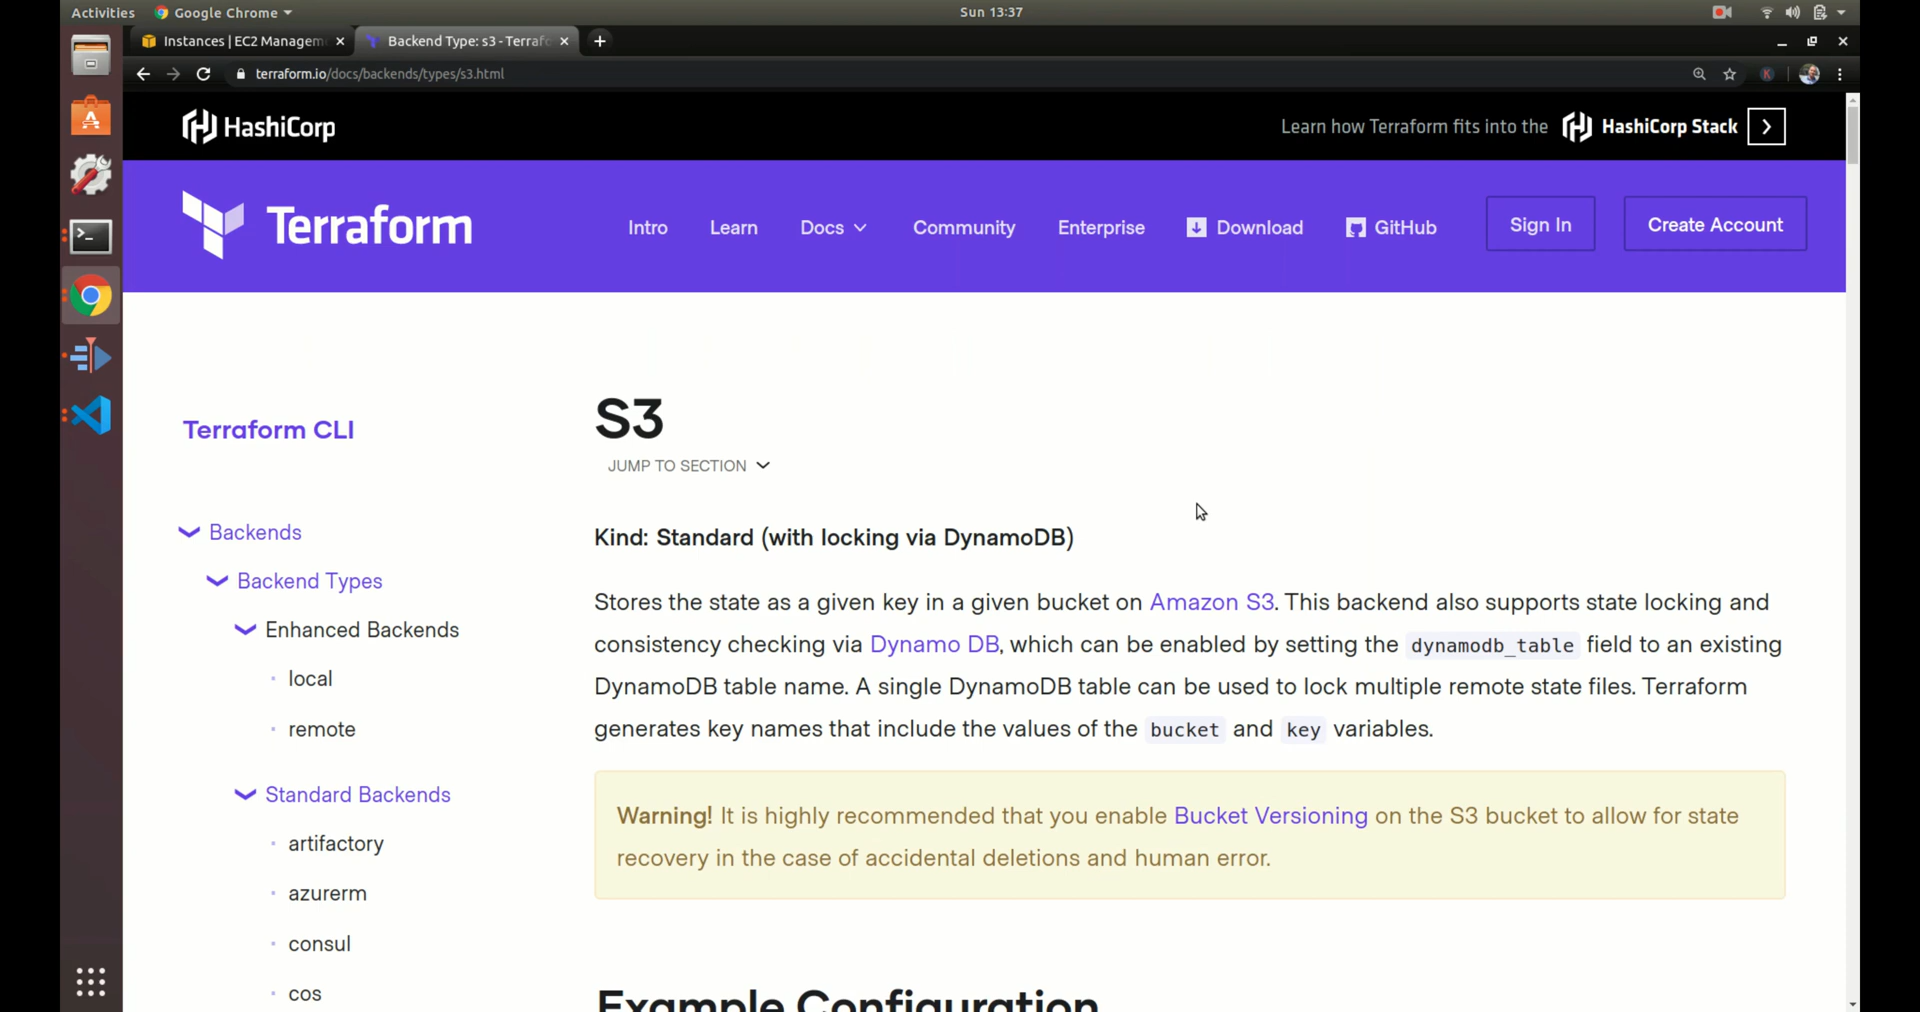 Activities
Google Chrome
Sun 13:37
Instances | EC2 Managem
Backend Type: s3 - Terraf
terraform.io/docs/backends/types/s3.html
K
HashiCorp
Learn how Terraform fits into the HashiCorp Stack
Terraform
Intro
Learn
Docs
Community
Enterprise
Download
GitHub
Sign In
Create Account
Terraform CLI
Backends
Backend Types
Enhanced Backends
local
remote
Standard Backends
artifactory
azurerm
consul
cos
S3
JUMP TO SECTION
Kind: Standard (with locking via DynamoDB)
Stores the state as a given key in a given bucket on Amazon S3. This backend also supports state locking and
consistency checking via Dynamo DB, which can be enabled by setting the dynamodb_table field to an existing
DynamoDB table name. A single DynamoDB table can be used to lock multiple remote state files. Terraform
generates key names that include the values of the bucket and key variables.
Warning! It is highly recommended that you enable Bucket Versioning on the S3 bucket to allow for state
recovery in the case of accidental deletions and human error.
Example Configuration